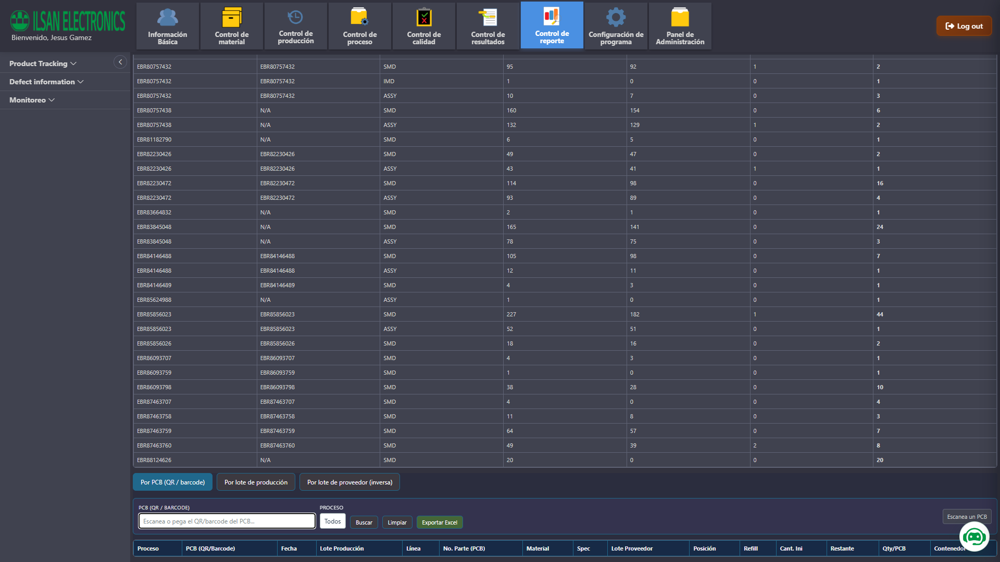 ILSAN ELECTRONICS
Bienvenido, Jesus Gamez
Información Básica
Control de material
Control de producción
Control de proceso
Control de calidad
Control de resultados
Control de reporte
Configuración de programa
Panel de Administración
Log out
Product Tracking
Defect information
Monitoreo
EBR80757432 EBR80757432 SMD 95 92 1 2
EBR80757432 EBR80757432 IMD 1 0 0 1
EBR80757432 EBR80757432 ASSY 10 7 0 3
EBR80757438 N/A SMD 160 154 0 6
EBR80757438 N/A ASSY 132 129 1 2
EBR81182790 N/A SMD 6 5 0 1
EBR82230426 EBR82230426 SMD 49 47 0 2
EBR82230426 EBR82230426 ASSY 43 41 1 1
EBR82230472 EBR82230472 SMD 114 98 0 16
EBR82230472 EBR82230472 ASSY 93 89 0 4
EBR83664832 N/A SMD 2 1 0 1
EBR83845048 N/A SMD 165 141 0 24
EBR83845048 N/A ASSY 78 75 0 3
EBR84146488 EBR84146488 SMD 105 98 0 7
EBR84146488 EBR84146488 ASSY 12 11 0 1
EBR84146489 EBR84146489 SMD 4 3 0 1
EBR85624988 N/A ASSY 1 0 0 1
EBR85856023 EBR85856023 SMD 227 182 1 44
EBR85856023 EBR85856023 ASSY 52 51 0 1
EBR85856026 EBR85856026 SMD 18 16 0 2
EBR86093707 EBR86093707 SMD 4 3 0 1
EBR86093759 EBR86093759 SMD 1 0 0 1
EBR86093798 EBR86093798 SMD 38 28 0 10
EBR87463707 EBR87463707 SMD 4 0 0 4
EBR87463758 EBR87463758 SMD 11 8 0 3
EBR87463759 EBR87463759 SMD 64 57 0 7
EBR87463760 EBR87463760 SMD 49 39 2 8
EBR88124626 N/A SMD 20 0 0 20
Por PCB (QR / barcode) Por lote de producción Por lote de proveedor (inversa)
PCB (QR / BARCODE) PROCESO
Escanea o pega el QR/barcode del PCB... Todos Buscar Limpiar Exportar Excel Escanea un PCB
Proceso PCB (QR/Barcode) Fecha Lote Producción Línea No. Parte (PCB) Material Spec Lote Proveedor Posición Refill Cant. Ini Restante Qty/PCB Contenedor